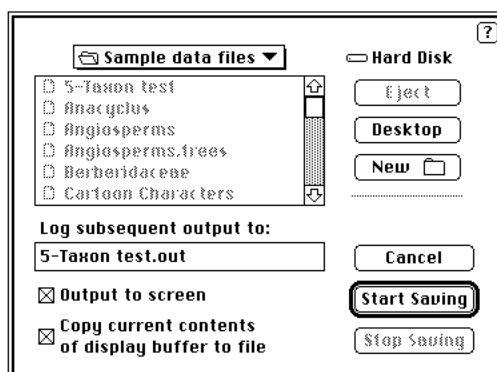 ?
Sample data files
Hard Disk
5-Taxon test
Anacyclus
Angiosperms
Angiosperms.trees
Berberidaceae
Cartoon Characters
Eject
Desktop
New
Log subsequent output to:
5-Taxon test.out
Cancel
Output to screen
Start Saving
Copy current contents
of display buffer to file
Stop Saving